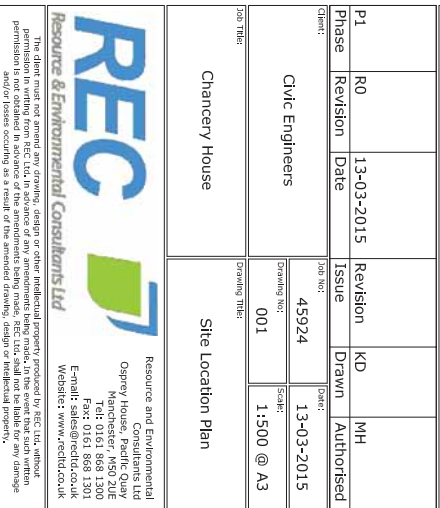 P1 R0 13-03-2015 Revision KD MH
Phase Revision Date Issue Drawn Authorised
Client:
Civic Engineers
Job No:
45924
Date:
13-03-2015
Drawing No:
001
Scale:
1:500 @ A3
Job Title:
Chancery House
Drawing Title:
Site Location Plan
REC
Resource & Environmental Consultants Ltd
Resource and Environmental
Consultants Ltd
Osprey House, Pacific Quay
Manchester, M50 2UE
Tel: 0161 868 1300
Fax: 0161 868 1301
E-mail: sales@recltd.co.uk
Website: www.recltd.co.uk
The client must not amend any drawing, design or other intellectual property produced by REC Ltd. without
permission in writing from REC Ltd. in advance of any amendments being made. In the event that such written
permission is not obtained in advance of the amendments being made, REC Ltd. shall not be liable for any damage
and/or losses occuring as a result of the amended drawing, design or intellectual property.